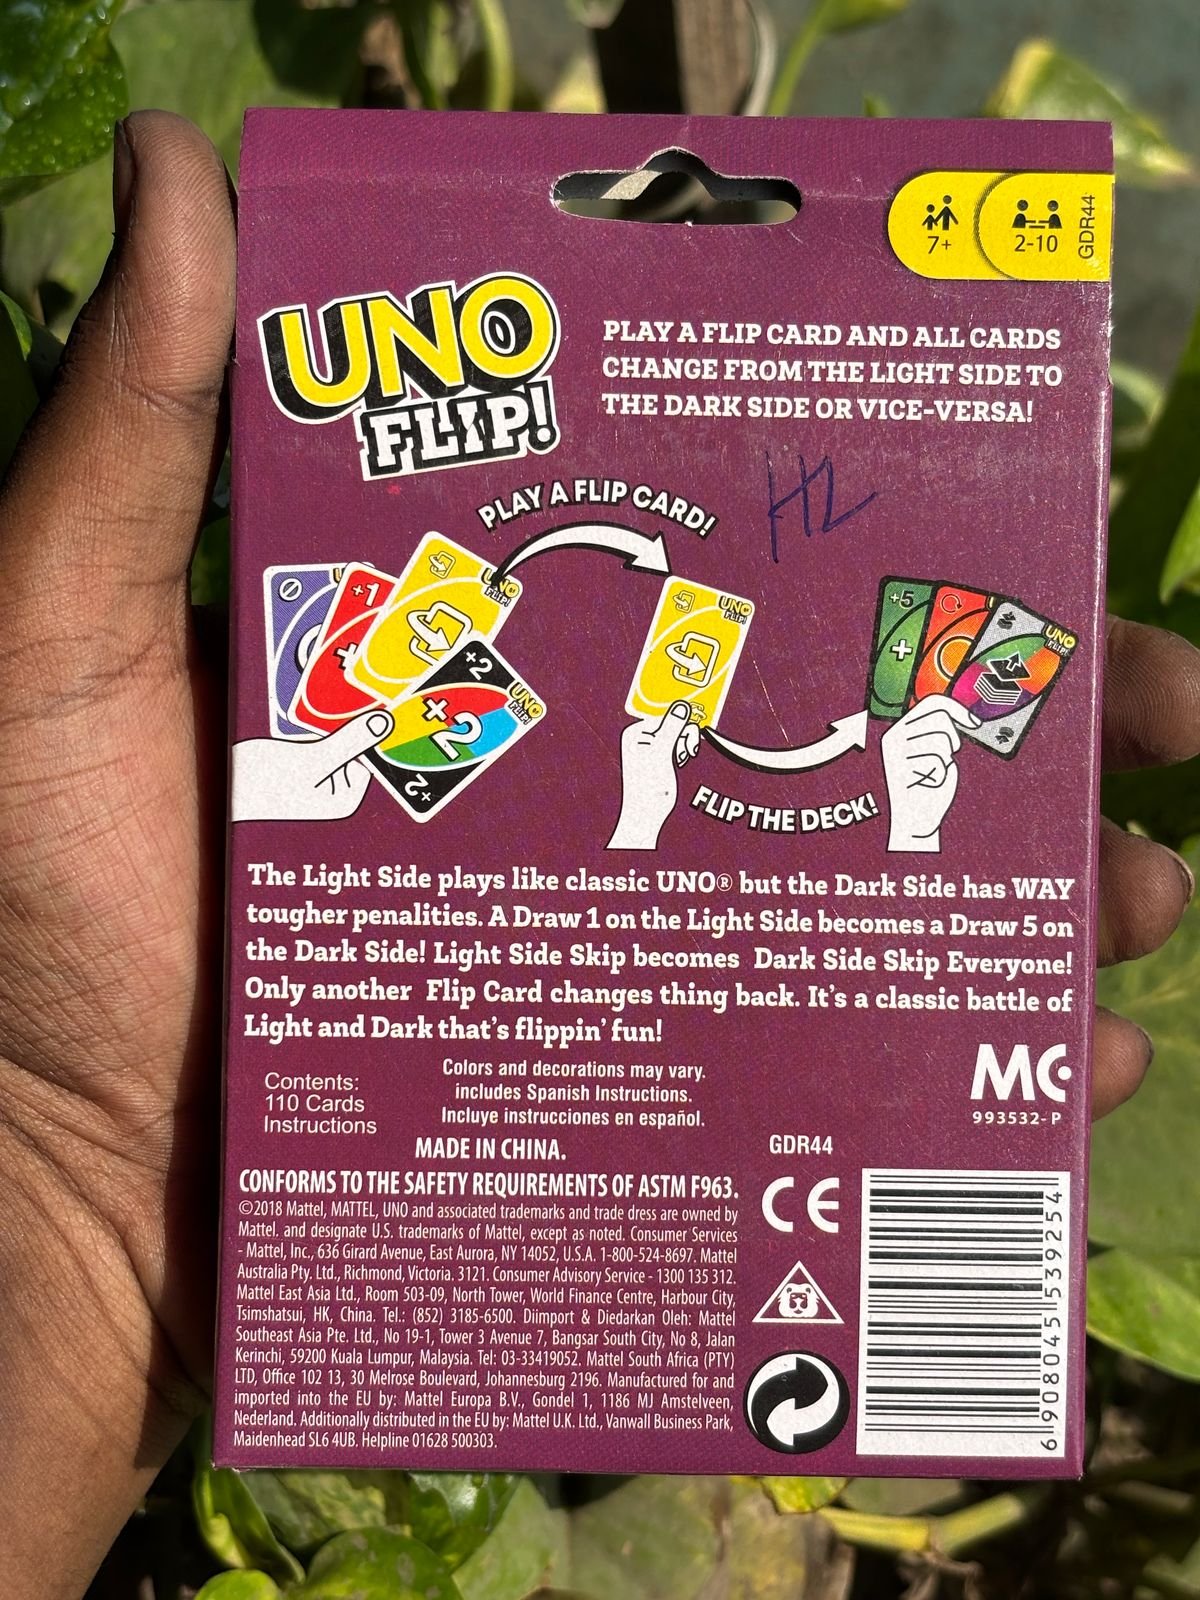 7+
2-10
GDR44
UNO
FLIP!
PLAY A FLIP CARD AND ALL CARDS
CHANGE FROM THE LIGHT SIDE TO
THE DARK SIDE OR VICE-VERSA!
HL
PLAY A FLIP CARD!
+1
+
UNO
FLIP!
+2
UNO
FLIP!
+2
+2
UNO
FLIP!
+5
+
UNO
FLIP!
FLIP THE DECK!
The Light Side plays like classic UNO® but the Dark Side has WAY
tougher penalities. A Draw 1 on the Light Side becomes a Draw 5 on
the Dark Side! Light Side Skip becomes Dark Side Skip Everyone!
Only another Flip Card changes thing back. It's a classic battle of
Light and Dark that's flippin' fun!
Contents:
110 Cards
Instructions
Colors and decorations may vary.
includes Spanish Instructions.
Incluye instrucciones en español.
MC
993532-P
MADE IN CHINA.
GDR44
CONFORMS TO THE SAFETY REQUIREMENTS OF ASTM F963.
©2018 Mattel, MATTEL, UNO and associated trademarks and trade dress are owned by
Mattel. and designate U.S. trademarks of Mattel, except as noted. Consumer Services
- Mattel, Inc., 636 Girard Avenue, East Aurora, NY 14052, U.S.A. 1-800-524-8697. Mattel
Australia Pty. Ltd., Richmond, Victoria. 3121. Consumer Advisory Service - 1300 135 312.
Mattel East Asia Ltd., Room 503-09, North Tower, World Finance Centre, Harbour City,
Tsimshatsui, HK, China. Tel.: (852) 3185-6500. Diimport & Diedarkan Oleh: Mattel
Southeast Asia Pte. Ltd., No 19-1, Tower 3 Avenue 7, Bangsar South City, No 8, Jalan
Kerinchi, 59200 Kuala Lumpur, Malaysia. Tel: 03-33419052. Mattel South Africa (PTY)
LTD, Office 102 13, 30 Melrose Boulevard, Johannesburg 2196. Manufactured for and
imported into the EU by: Mattel Europa B.V., Gondel 1, 1186 MJ Amstelveen,
Nederland. Additionally distributed in the EU by: Mattel U.K. Ltd., Vanwall Business Park,
Maidenhead SL6 4UB. Helpline 01628 500303.
CE
6 908045 539254